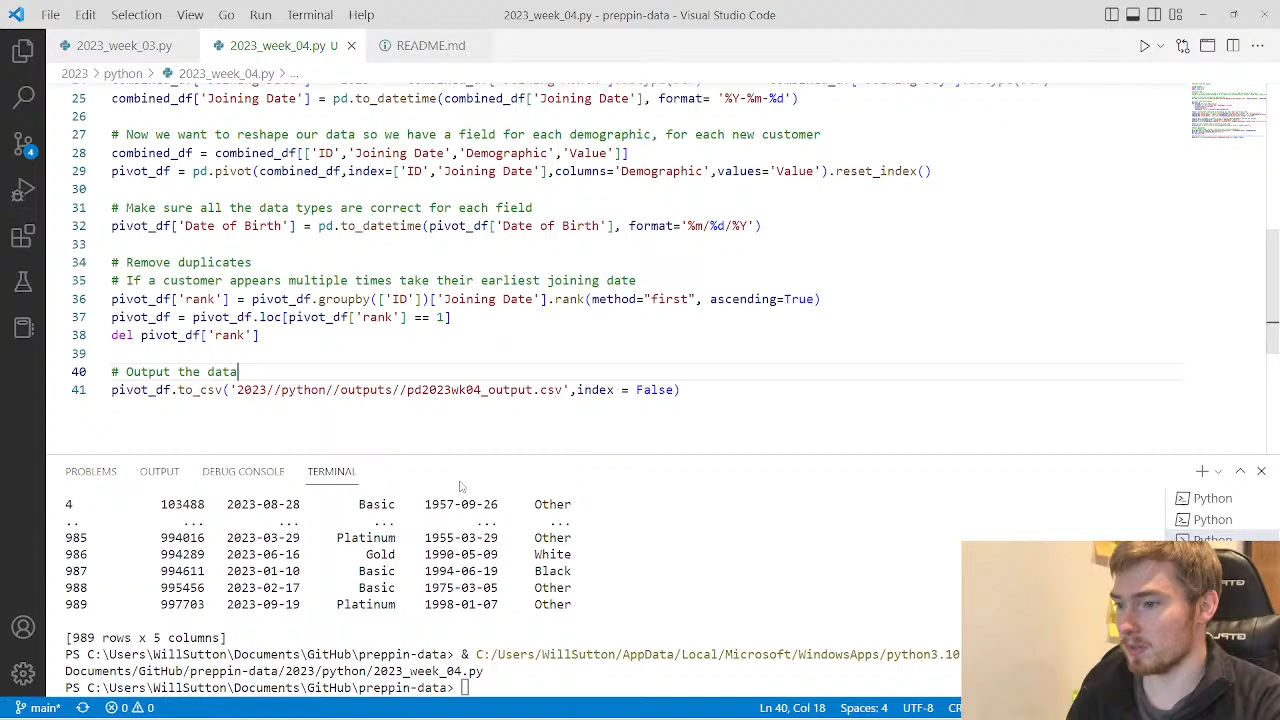 File Edit Selection View Go Run Terminal Help 2023_week_04.py - preppin-data - Visual Studio Code
2023_week_03.py 2023_week_04.py U README.md
2023 > python > 2023_week_04.py > ...
25 combined_df['Joining Date'] = pd.to_datetime(combined_df['Joining Date'], format= '%Y-%m-%d')
26
27 # Now we want to reshape our data so we have a field for each demographic, for each new customer
28 combined_df = combined_df[['ID','Joining Date','Demographic','Value']]
29 pivot_df = pd.pivot(combined_df,index=['ID','Joining Date'],columns='Demographic',values='Value').reset_index()
30
31 # Make sure all the data types are correct for each field
32 pivot_df['Date of Birth'] = pd.to_datetime(pivot_df['Date of Birth'], format='%m/%d/%Y')
33
34 # Remove duplicates
35 # If a customer appears multiple times take their earliest joining date
36 pivot_df['rank'] = pivot_df.groupby(['ID'])['Joining Date'].rank(method="first", ascending=True)
37 pivot_df = pivot_df.loc[pivot_df['rank'] == 1]
38 del pivot_df['rank']
39
40 # Output the data
41 pivot_df.to_csv('2023//python//outputs//pd2023wk04_output.csv',index = False)
PROBLEMS OUTPUT DEBUG CONSOLE TERMINAL
4 103488 2023-08-28 Basic 1957-09-26 Other
.. ... ... ... ... ...
985 994016 2023-03-29 Platinum 1955-03-29 Other
986 994289 2023-06-16 Gold 1990-05-09 White
987 994611 2023-01-10 Basic 1994-06-19 Black
988 995456 2023-02-17 Basic 1975-03-05 Other
989 997703 2023-09-19 Platinum 1998-01-07 Other
[989 rows x 5 columns]
PS C:\Users\WillSutton\Documents\GitHub\preppin-data> & C:/Users/WillSutton/AppData/Local/Microsoft/WindowsApps/python3.10
Documents/GitHub/preppin-data/2023/python/2023_week_04.py
PS C:\Users\WillSutton\Documents\GitHub\preppin-data>
Python
Python
Python
4
GTPLAYER
main* 0 0 Ln 40, Col 18 Spaces: 4 UTF-8 CR